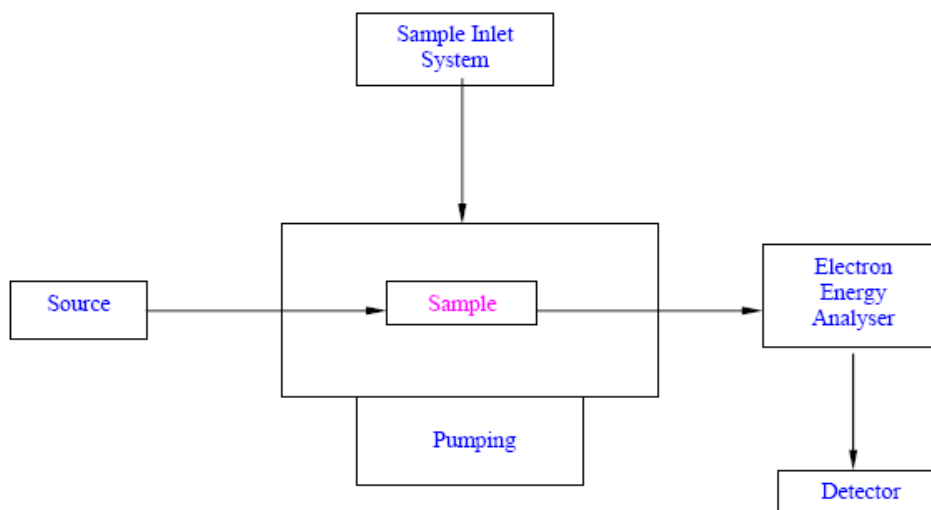 Sample Inlet
System
Source
Sample
Electron
Energy
Analyser
Pumping
Detector